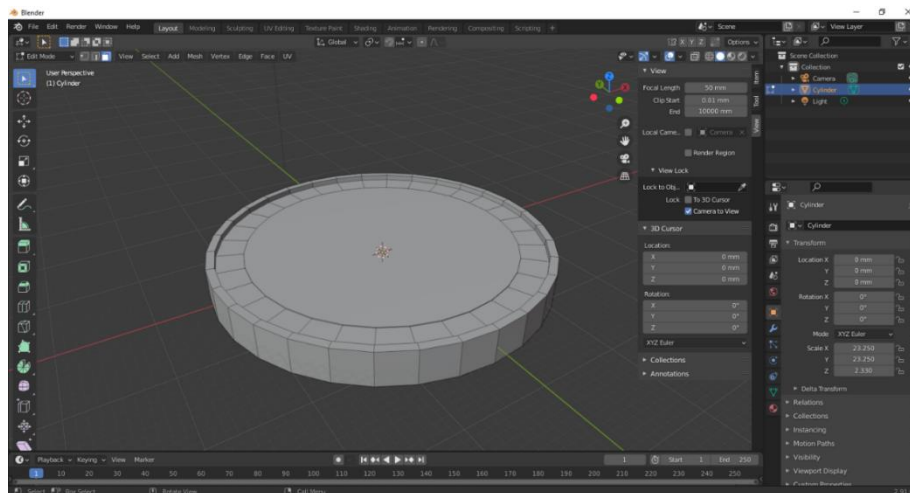 Blender
File Edit Render Window Help Layout Modeling Sculpting UV Editing Texture Paint Shading Animation Rendering Compositing Scripting + Scene View Layer
Global Options
Edit Mode View Select Add Mesh Vertex Edge Face UV
User Perspective
(1) Cylinder
View
Focal Length 50 mm
Clip Start 0.01 mm
End 10000 mm
Local Came.. Camera
Render Region
View Lock
Lock to Obj..
Lock To 3D Cursor
Camera to View
3D Cursor
Location:
X 0 mm
Y 0 mm
Z 0 mm
Rotation:
X 0°
Y 0°
Z 0°
XYZ Euler
Collections
Annotations
Item
Tool
View
Scene Collection
Collection
Camera
Cylinder
Light
Cylinder
Cylinder
Transform
Location X 0 mm
Y 0 mm
Z 0 mm
Rotation X 0°
Y 0°
Z 0°
Mode XYZ Euler
Scale X 23.250
Y 23.250
Z 2.330
Delta Transform
Relations
Collections
Instancing
Motion Paths
Visibility
Viewport Display
Custom Properties
Playback Keying View Marker 1 Start 1 End 250
1 10 20 30 40 50 60 70 80 90 100 110 120 130 140 150 160 170 180 190 200 210 220 230 240 250
Select Box Select Rotate View Call Menu